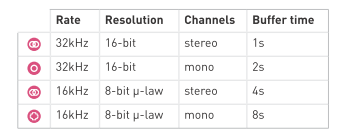 Rate Resolution Channels Buffer time
32kHz 16-bit stereo 1s
32kHz 16-bit mono 2s
16kHz 8-bit µ-law stereo 4s
16kHz 8-bit µ-law mono 8s